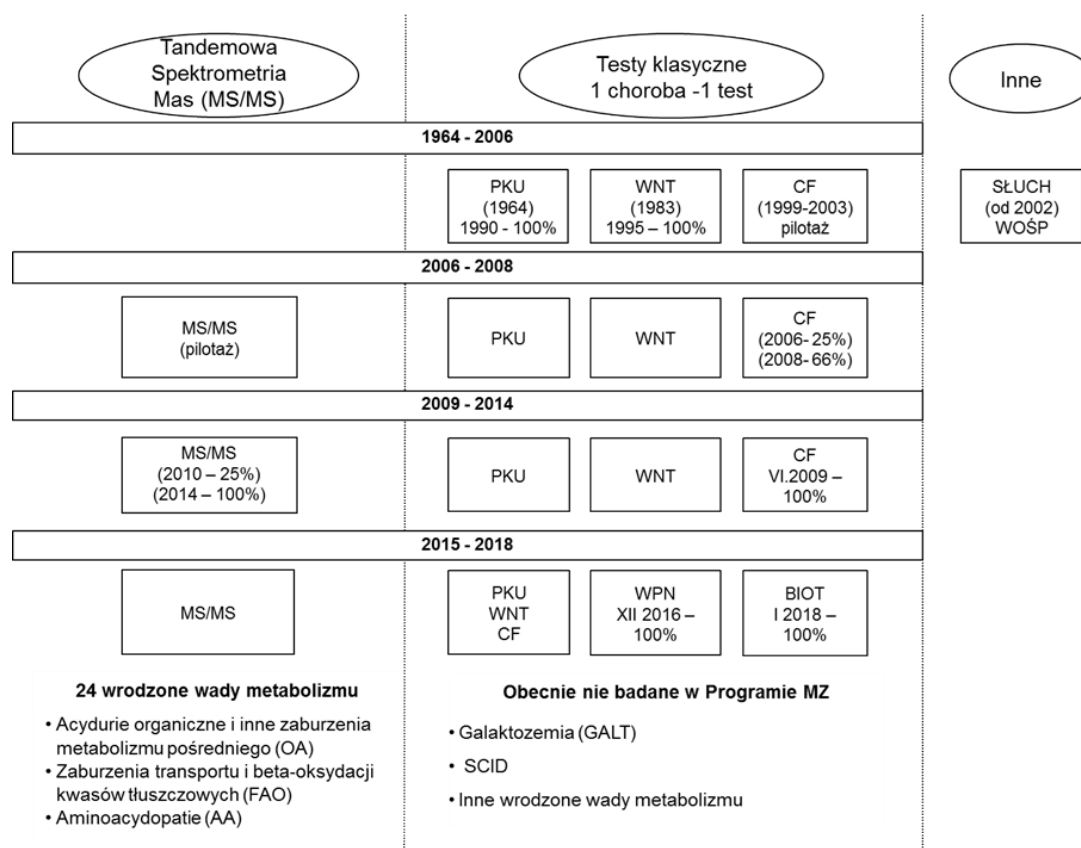 Tandemowa
Spektrometria
Mas (MS/MS)
Testy klasyczne
1 choroba -1 test
Inne
1964 - 2006
PKU
(1964)
1990 - 100%
WNT
(1983)
1995 – 100%
CF
(1999-2003)
pilotaż
SŁUCH
(od 2002)
WOŚP
2006 - 2008
MS/MS
(pilotaż)
PKU
WNT
CF
(2006- 25%)
(2008- 66%)
2009 - 2014
MS/MS
(2010 – 25%)
(2014 – 100%)
PKU
WNT
CF
VI.2009 –
100%
2015 - 2018
MS/MS
PKU
WNT
CF
WPN
XII 2016 –
100%
BIOT
I 2018 –
100%
24 wrodzone wady metabolizmu
• Acydurie organiczne i inne zaburzenia
metabolizmu pośredniego (OA)
• Zaburzenia transportu i beta-oksydacji
kwasów tłuszczowych (FAO)
• Aminoacydopatie (AA)
Obecnie nie badane w Programie MZ
• Galaktozemia (GALT)
• SCID
• Inne wrodzone wady metabolizmu